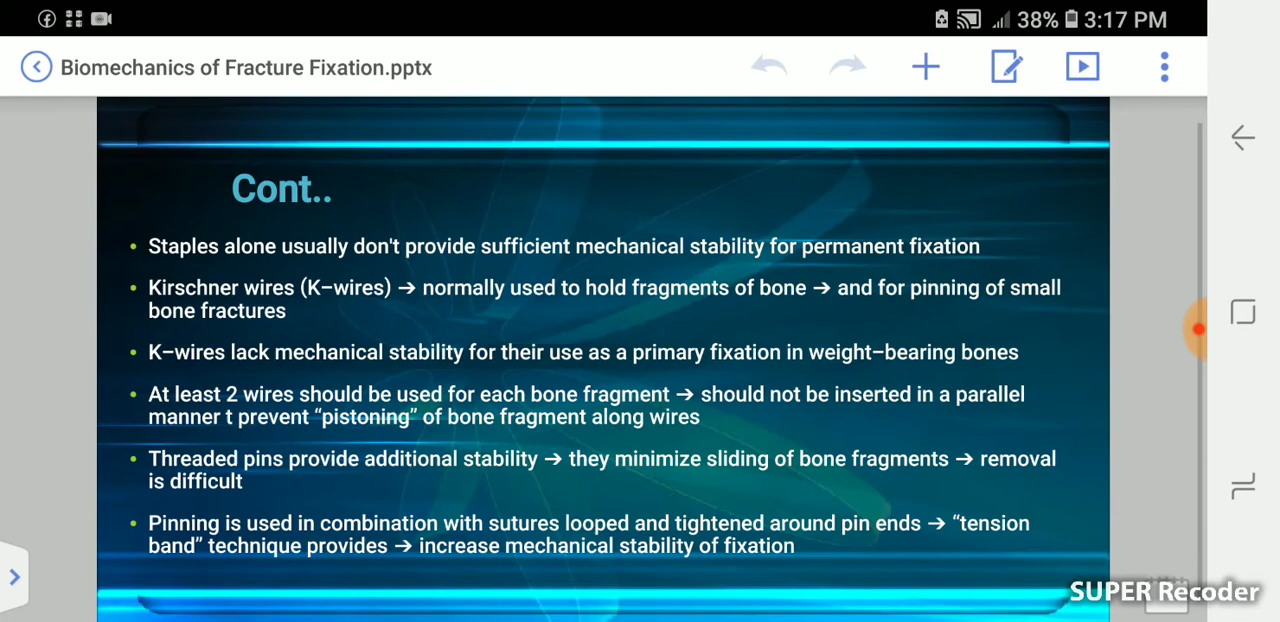 38% 3:17 PM
Biomechanics of Fracture Fixation.pptx
Cont..
• Staples alone usually don't provide sufficient mechanical stability for permanent fixation
• Kirschner wires (K-wires) → normally used to hold fragments of bone → and for pinning of small
bone fractures
• K-wires lack mechanical stability for their use as a primary fixation in weight-bearing bones
• At least 2 wires should be used for each bone fragment → should not be inserted in a parallel
manner t prevent “pistoning” of bone fragment along wires
• Threaded pins provide additional stability → they minimize sliding of bone fragments → removal
is difficult
• Pinning is used in combination with sutures looped and tightened around pin ends → “tension
band” technique provides → increase mechanical stability of fixation
SUPER Recoder